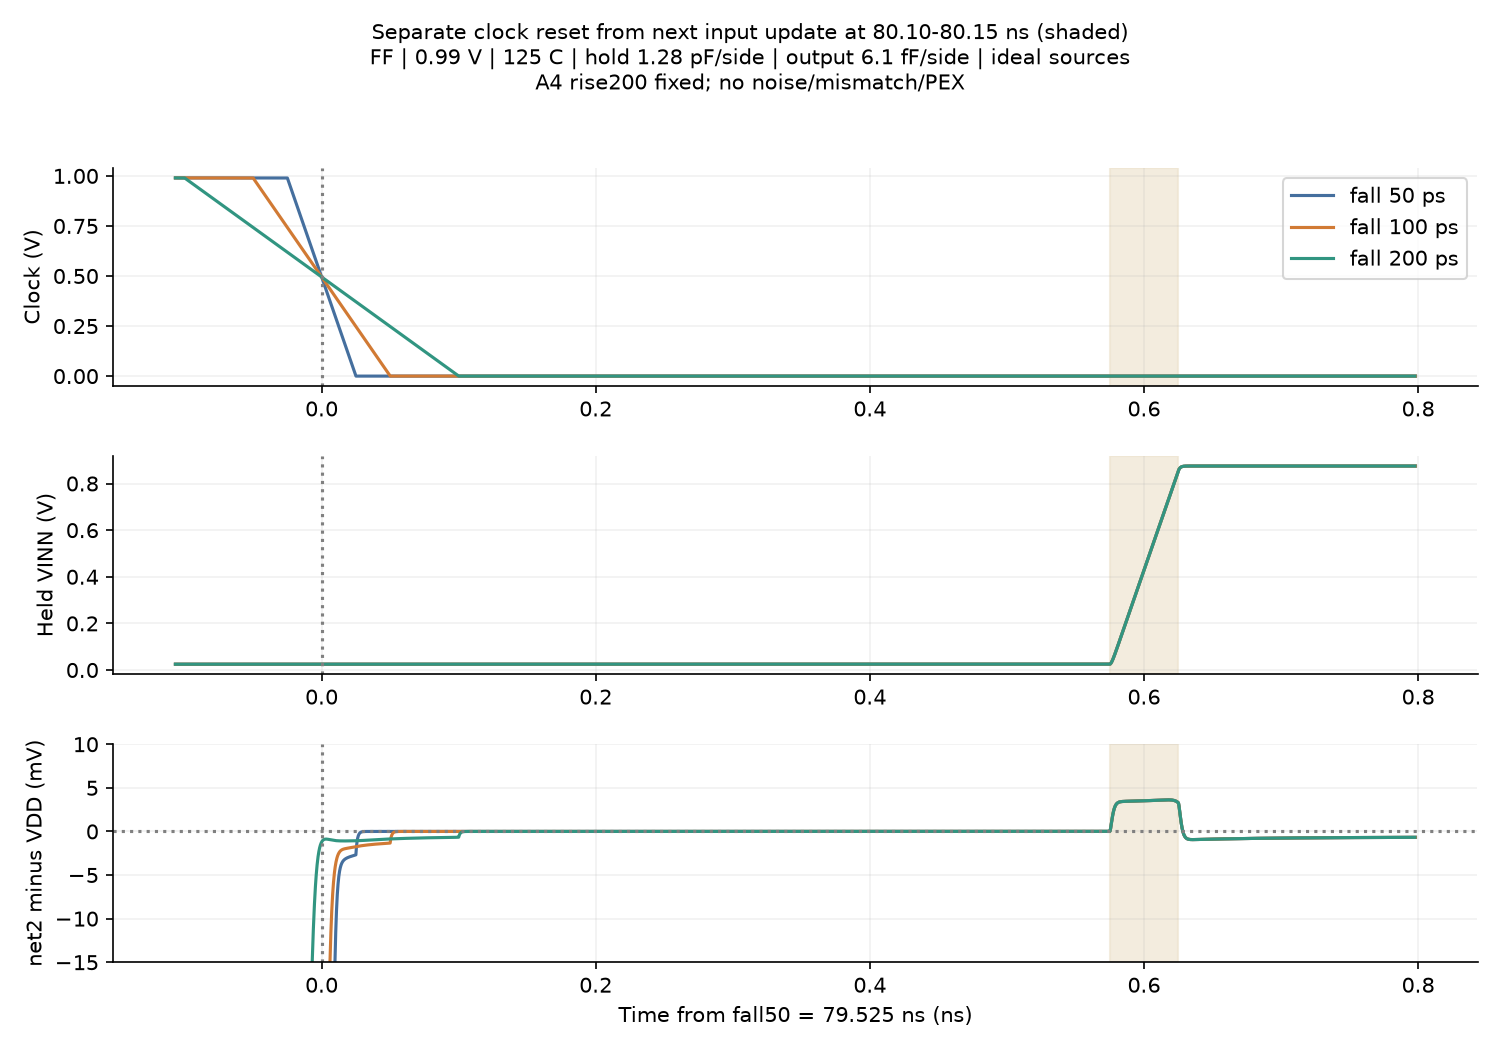 Separate clock reset from next input update at 80.10-80.15 ns (shaded)
FF | 0.99 V | 125 C | hold 1.28 pF/side | output 6.1 fF/side | ideal sources
A4 rise200 fixed; no noise/mismatch/PEX
Clock (V)
1.00
0.75
0.50
0.25
0.00
fall 50 ps
fall 100 ps
fall 200 ps
0.0 0.2 0.4 0.6 0.8
Held VINN (V)
0.8
0.6
0.4
0.2
0.0
0.0 0.2 0.4 0.6 0.8
net2 minus VDD (mV)
10
5
0
−5
−10
−15
0.0 0.2 0.4 0.6 0.8
Time from fall50 = 79.525 ns (ns)